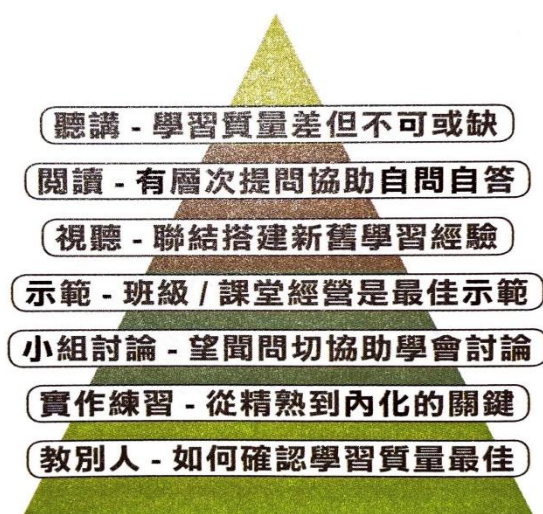 聽講 - 學習質量差但不可或缺
閱讀 - 有層次提問協助自問自答
視聽 - 聯結搭建新舊學習經驗
示範 - 班級 / 課堂經營是最佳示範
小組討論 - 望聞問切協助學會討論
實作練習 - 從精熟到內化的關鍵
教別人 - 如何確認學習質量最佳